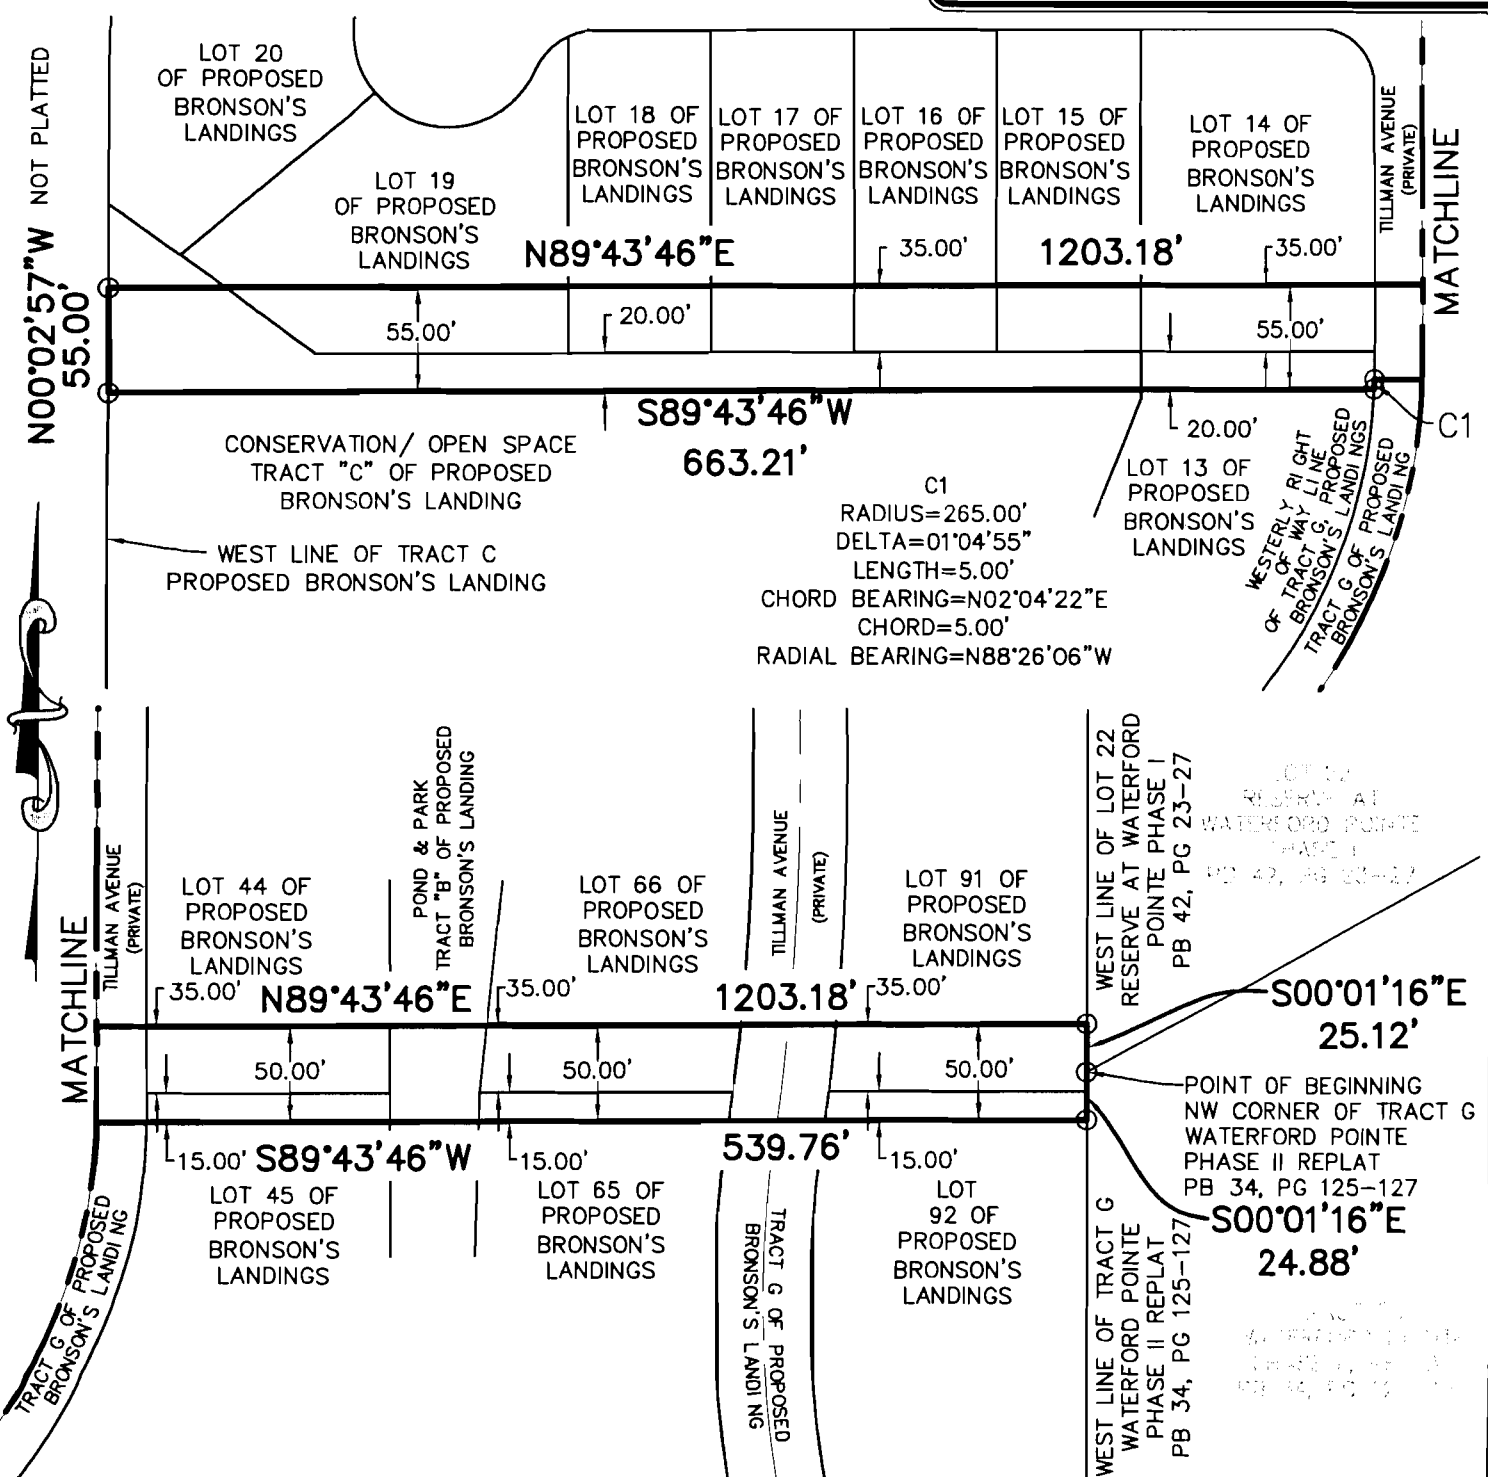 N00°02'57"W NOT PLATTED
55.00'
LOT 20
OF PROPOSED
BRONSON'S
LANDINGS
LOT 19
OF PROPOSED
BRONSON'S
LANDINGS
LOT 18 OF
PROPOSED
BRONSON'S
LANDINGS
LOT 17 OF
PROPOSED
BRONSON'S
LANDINGS
LOT 16 OF
PROPOSED
BRONSON'S
LANDINGS
LOT 15 OF
PROPOSED
BRONSON'S
LANDINGS
LOT 14 OF
PROPOSED
BRONSON'S
LANDINGS
TILLMAN AVENUE
(PRIVATE)
MATCHLINE
N89°43'46"E
35.00'
1203.18'
35.00'
55.00'
20.00'
55.00'
S89°43'46"W
663.21'
20.00'
C1
CONSERVATION/ OPEN SPACE
TRACT "C" OF PROPOSED
BRONSON'S LANDING
WEST LINE OF TRACT C
PROPOSED BRONSON'S LANDING
C1
RADIUS=265.00'
DELTA=01°04'55"
LENGTH=5.00'
CHORD BEARING=N02°04'22"E
CHORD=5.00'
RADIAL BEARING=N88°26'06"W
LOT 13 OF
PROPOSED
BRONSON'S
LANDINGS
WESTERLY RIGHT
OF WAY LINE
OF TRACT G, PROPOSED
BRONSON'S LANDINGS
TRACT G OF PROPOSED
BRONSON'S LANDING
MATCHLINE
TILLMAN AVENUE
(PRIVATE)
LOT 44 OF
PROPOSED
BRONSON'S
LANDINGS
POND & PARK
TRACT "B" OF PROPOSED
BRONSON'S LANDING
LOT 66 OF
PROPOSED
BRONSON'S
LANDINGS
TILLMAN AVENUE
(PRIVATE)
LOT 91 OF
PROPOSED
BRONSON'S
LANDINGS
WEST LINE OF LOT 22
RESERVE AT WATERFORD
POINTE PHASE I
PB 42, PG 23-27
RESERVE AT
WATERFORD POINTE
35.00'
N89°43'46"E
35.00'
1203.18'
35.00'
S00°01'16"E
25.12'
50.00'
50.00'
50.00'
POINT OF BEGINNING
NW CORNER OF TRACT G
WATERFORD POINTE
PHASE II REPLAT
PB 34, PG 125-127
15.00'
S89°43'46"W
15.00'
539.76'
15.00'
S00°01'16"E
24.88'
LOT 45 OF
PROPOSED
BRONSON'S
LANDINGS
LOT 65 OF
PROPOSED
BRONSON'S
LANDINGS
LOT
92 OF
PROPOSED
BRONSON'S
LANDINGS
TRACT G OF PROPOSED
BRONSON'S LANDING
TRACT G OF PROPOSED
BRONSON'S LANDING
WEST LINE OF TRACT G
WATERFORD POINTE
PHASE II REPLAT
PB 34, PG 125-127